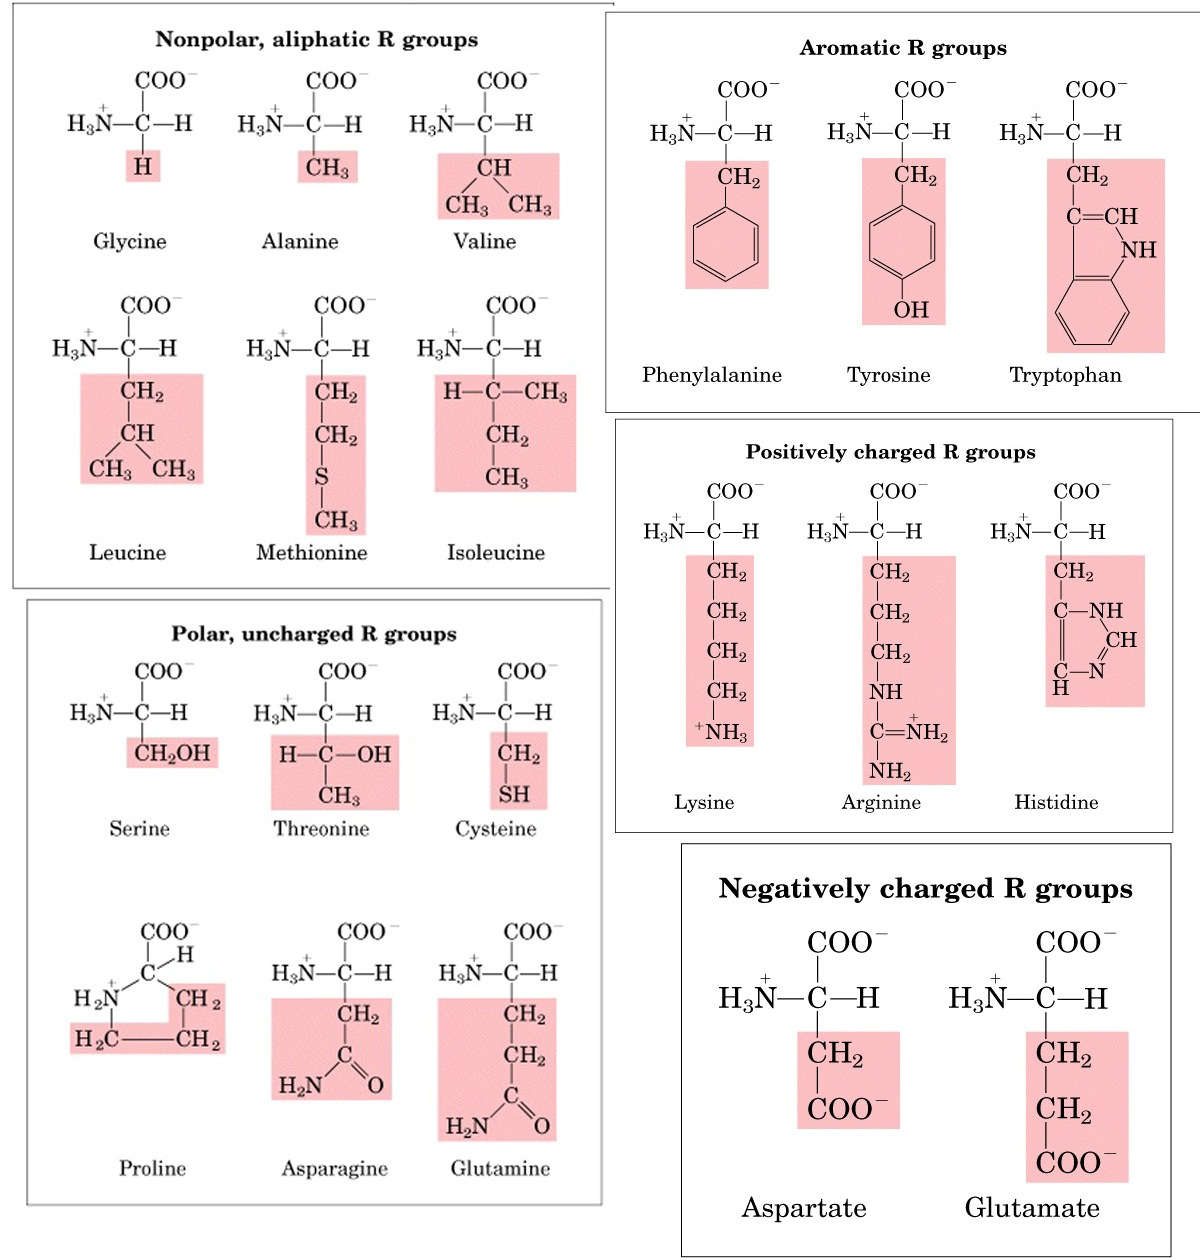 Nonpolar, aliphatic R groups
COO⁻ COO⁻ COO⁻
H₃N⁺—C—H H₃N⁺—C—H H₃N⁺—C—H
H CH₃ CH
CH₃ CH₃
Glycine Alanine Valine
COO⁻ COO⁻ COO⁻
H₃N⁺—C—H H₃N⁺—C—H H₃N⁺—C—H
CH₂ CH₂ H—C—CH₃
CH CH₂ CH₂
CH₃ CH₃ S CH₃
CH₃
Leucine Methionine Isoleucine
Aromatic R groups
COO⁻ COO⁻ COO⁻
H₃N⁺—C—H H₃N⁺—C—H H₃N⁺—C—H
CH₂ CH₂ CH₂
C=CH
NH
OH
Phenylalanine Tyrosine Tryptophan
Positively charged R groups
COO⁻ COO⁻ COO⁻
H₃N⁺—C—H H₃N⁺—C—H H₃N⁺—C—H
CH₂ CH₂ CH₂
CH₂ CH₂ C—NH
CH
CH₂ CH₂ C—N
H
CH₂ NH
⁺NH₃ C=⁺NH₂
NH₂
Lysine Arginine Histidine
Polar, uncharged R groups
COO⁻ COO⁻ COO⁻
H₃N⁺—C—H H₃N⁺—C—H H₃N⁺—C—H
CH₂OH H—C—OH CH₂
CH₃ SH
Serine Threonine Cysteine
COO⁻ COO⁻ COO⁻
H
C H₃N⁺—C—H H₃N⁺—C—H
H₂N⁺ CH₂ CH₂ CH₂
H₂C CH₂ C CH₂
H₂N O C
H₂N O
Proline Asparagine Glutamine
Negatively charged R groups
COO⁻ COO⁻
H₃N⁺—C—H H₃N⁺—C—H
CH₂ CH₂
COO⁻ CH₂
COO⁻
Aspartate Glutamate